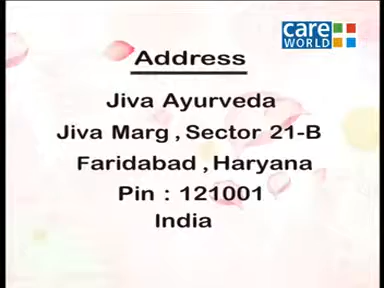 care
WORLD
Address
Jiva Ayurveda
Jiva Marg , Sector 21-B
Faridabad , Haryana
Pin : 121001
India